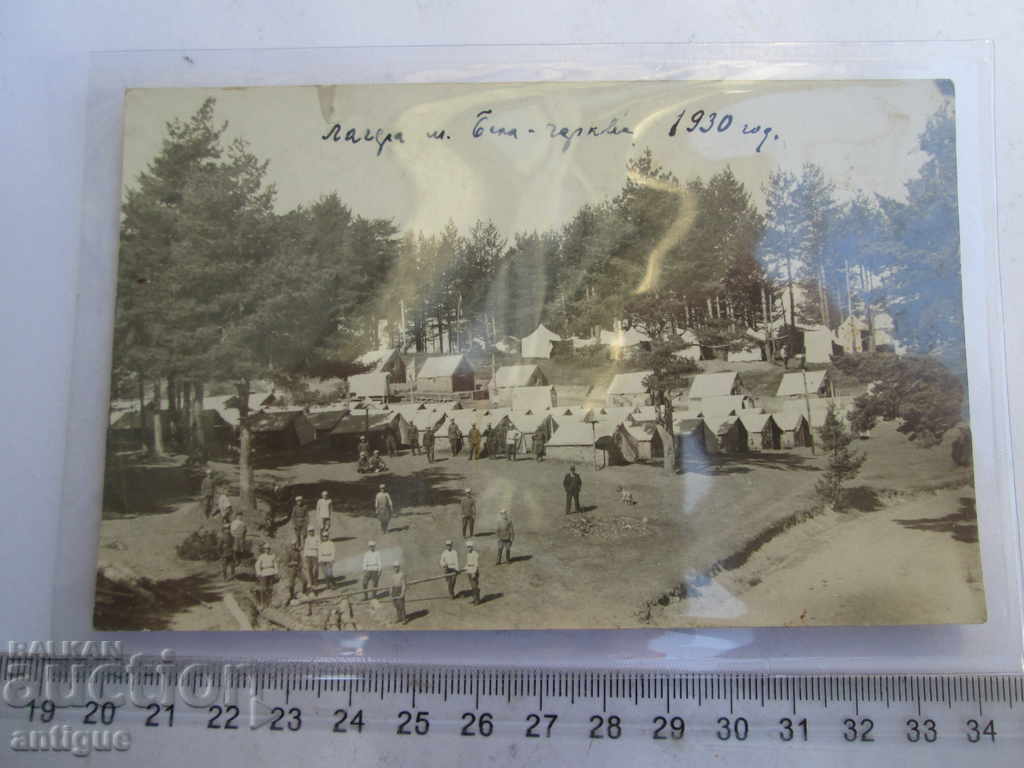 Лагера м. Бела-църква 1930 год.
BALKAN
auction
antique
19 20 21 22 23 24 25 26 27 28 29 30 31 32 33 34